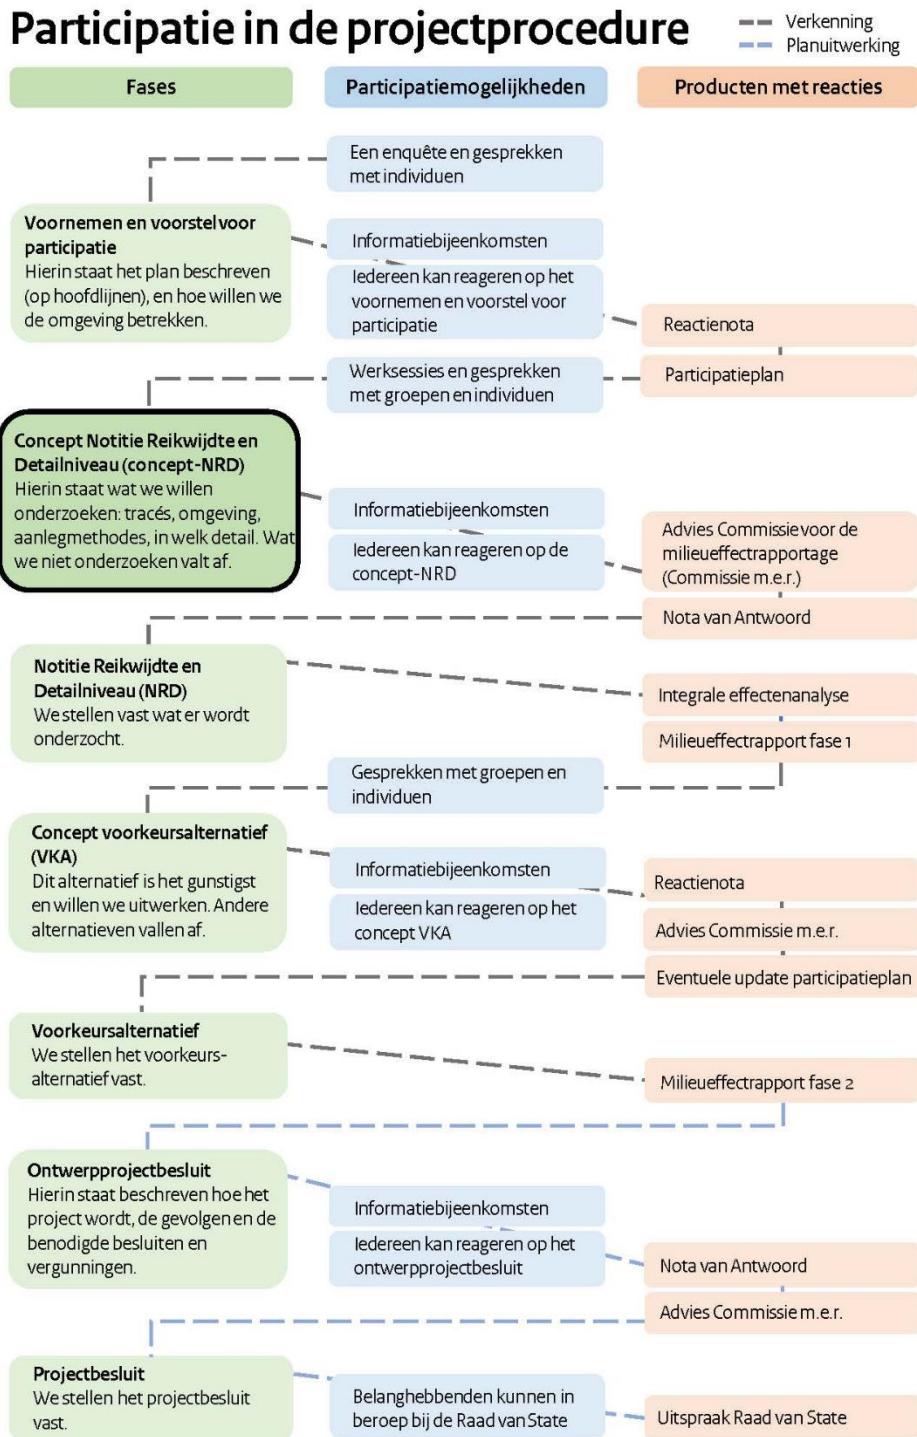 Participatie in de projectprocedure
Verkenning
Planuitwerking
Fases
Participatiemogelijkheden
Producten met reacties
Een enquête en gesprekken
met individuen
Voornemen en voorstel voor
participatie
Hierin staat het plan beschreven
(op hoofdlijnen), en hoe willen we
de omgeving betrekken.
Informatiebijeenkomsten
Iedereen kan reageren op het
voornemen en voorstel voor
participatie
Reactienota
Werksessies en gesprekken
met groepen en individuen
Participatieplan
Concept Notitie Reikwijdte en
Detailniveau (concept-NRD)
Hierin staat wat we willen
onderzoeken: tracés, omgeving,
aanlegmethodes, in welk detail. Wat
we niet onderzoeken valt af.
Informatiebijeenkomsten
Iedereen kan reageren op de
concept-NRD
Advies Commissie voor de
milieueffectrapportage
(Commissie m.e.r.)
Nota van Antwoord
Notitie Reikwijdte en
Detailniveau (NRD)
We stellen vast wat er wordt
onderzocht.
Integrale effectenanalyse
Milieueffectrapport fase 1
Gesprekken met groepen en
individuen
Concept voorkeursalternatief
(VKA)
Dit alternatief is het gunstigst
en willen we uitwerken. Andere
alternatieven vallen af.
Informatiebijeenkomsten
Iedereen kan reageren op het
concept VKA
Reactienota
Advies Commissie m.e.r.
Eventuele update participatieplan
Voorkeursalternatief
We stellen het voorkeurs-
alternatief vast.
Milieueffectrapport fase 2
Ontwerpprojectbesluit
Hierin staat beschreven hoe het
project wordt, de gevolgen en de
benodigde besluiten en
vergunningen.
Informatiebijeenkomsten
Iedereen kan reageren op het
ontwerpprojectbesluit
Nota van Antwoord
Advies Commissie m.e.r.
Projectbesluit
We stellen het projectbesluit
vast.
Belanghebbenden kunnen in
beroep bij de Raad van State
Uitspraak Raad van State